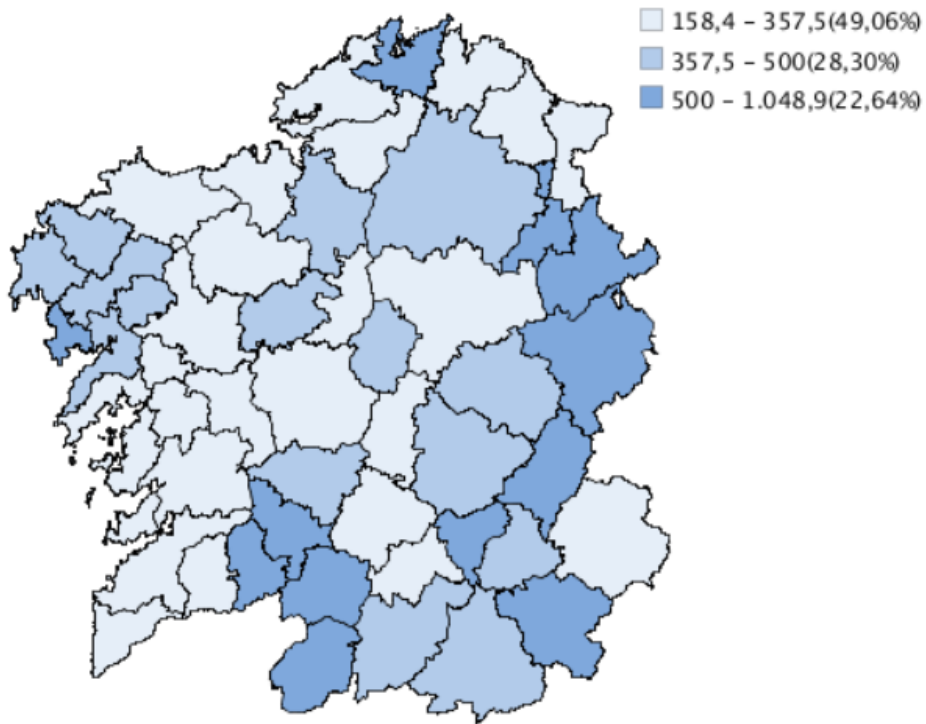 158,4 – 357,5(49,06%)
357,5 – 500(28,30%)
500 – 1.048,9(22,64%)